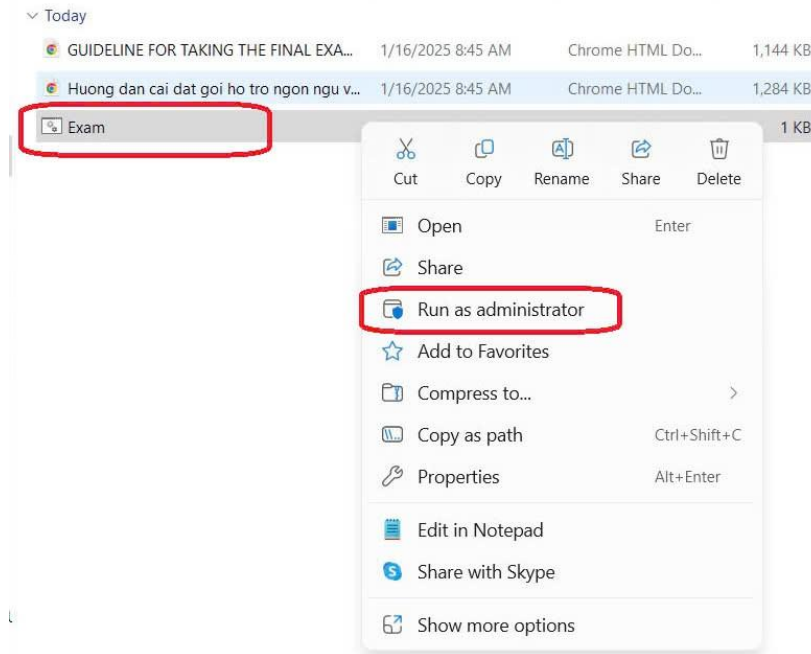 Today
GUIDELINE FOR TAKING THE FINAL EXA... 1/16/2025 8:45 AM Chrome HTML Do... 1,144 KB
Huong dan cai dat goi ho tro ngon ngu v... 1/16/2025 8:45 AM Chrome HTML Do... 1,284 KB
Exam 1 KB
Cut Copy Rename Share Delete
Open Enter
Share
Run as administrator
Add to Favorites
Compress to...
Copy as path Ctrl+Shift+C
Properties Alt+Enter
Edit in Notepad
Share with Skype
Show more options